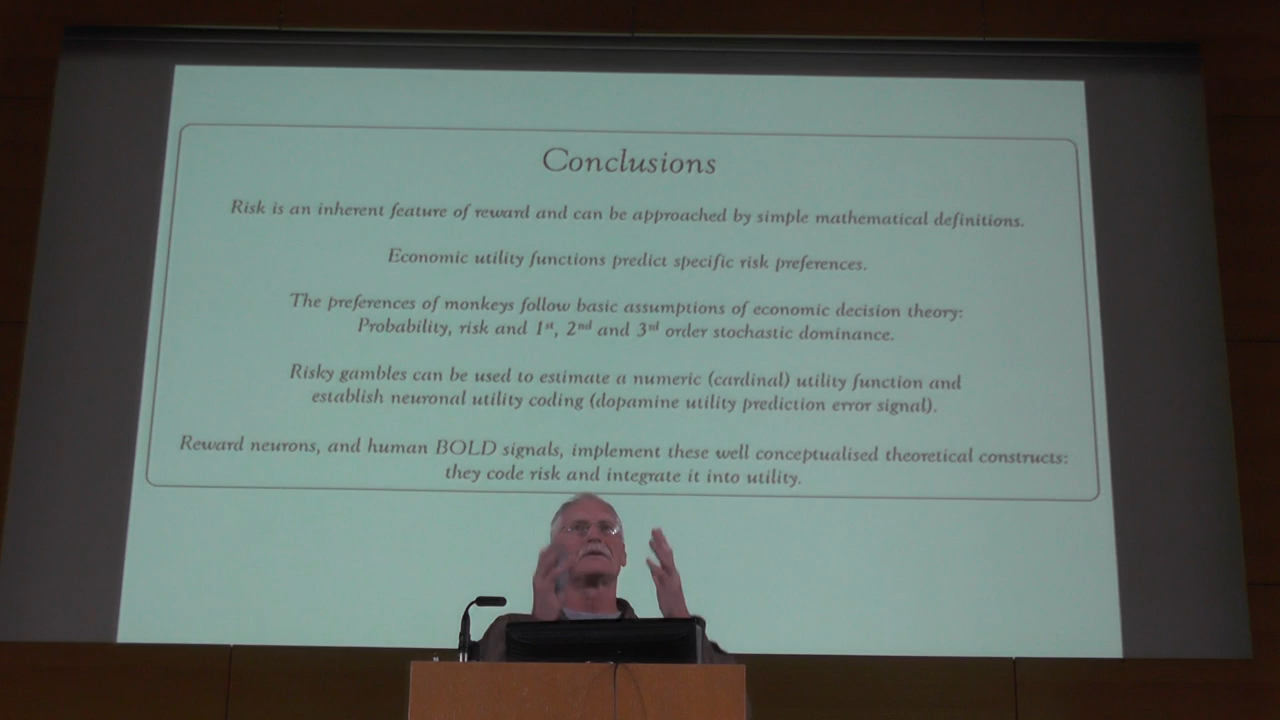 Conclusions
Risk is an inherent feature of reward and can be approached by simple mathematical definitions.
Economic utility functions predict specific risk preferences.
The preferences of monkeys follow basic assumptions of economic decision theory:
Probability, risk and 1st, 2nd and 3rd order stochastic dominance.
Risky gambles can be used to estimate a numeric (cardinal) utility function and
establish neuronal utility coding (dopamine utility prediction error signal).
Reward neurons, and human BOLD signals, implement these well conceptualised theoretical constructs:
they code risk and integrate it into utility.